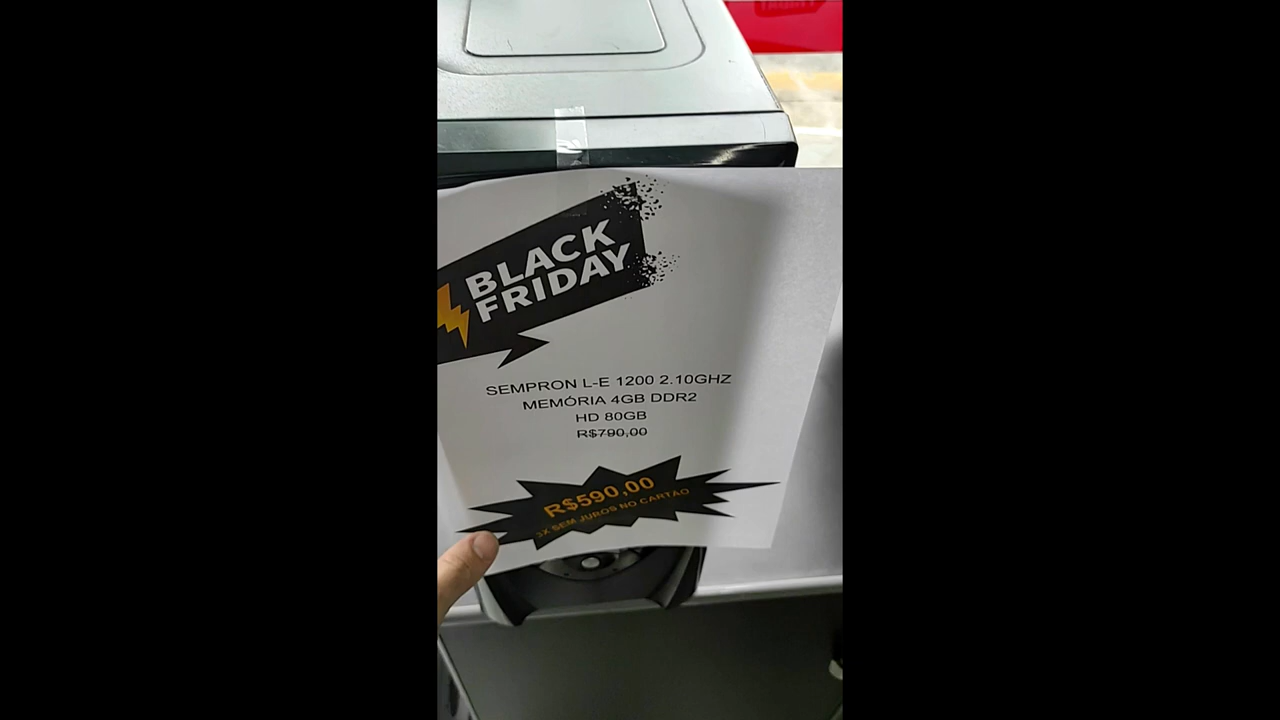 BLACK
FRIDAY
SEMPRON L-E 1200 2.10GHZ
MEMÓRIA 4GB DDR2
HD 80GB
R$790,00
R$590,00
3X SEM JUROS NO CARTÃO